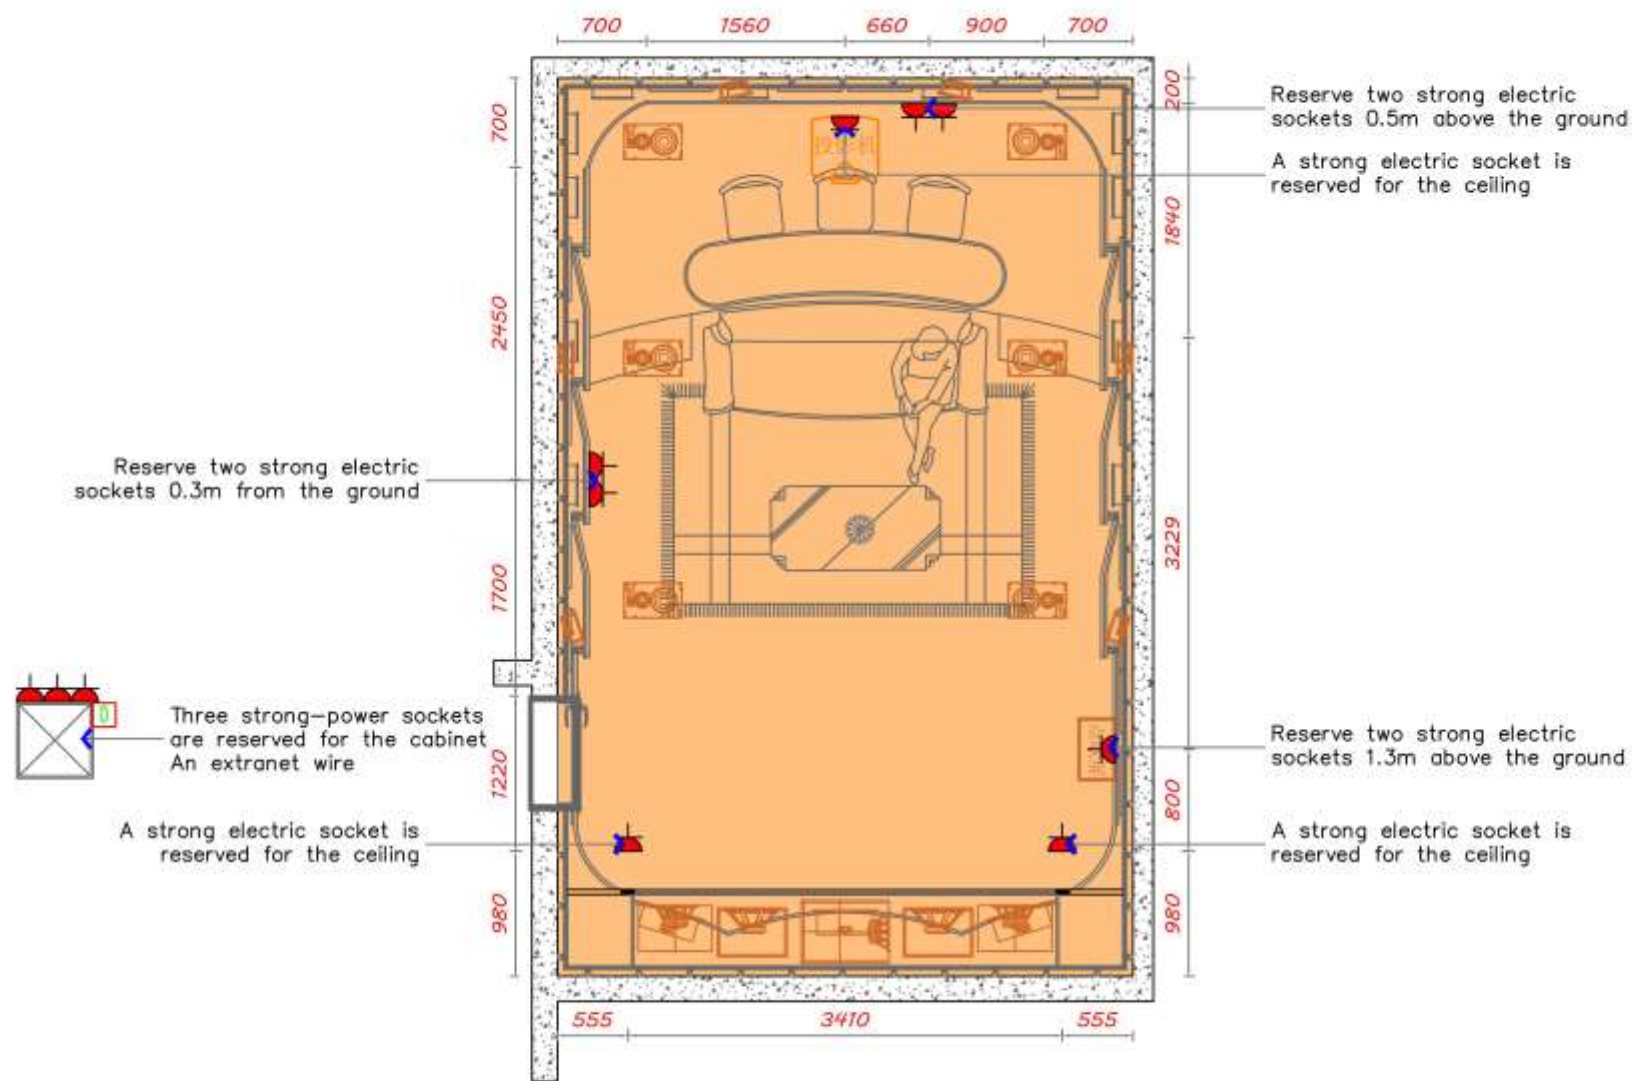 700 1560 660 900 700
200
Reserve two strong electric
sockets 0.5m above the ground
A strong electric socket is
reserved for the ceiling
700
1840
2450
Reserve two strong electric
sockets 0.3m from the ground
3229
1700
Three strong-power sockets
are reserved for the cabinet
An extranet wire
Reserve two strong electric
sockets 1.3m above the ground
1220
800
A strong electric socket is
reserved for the ceiling
A strong electric socket is
reserved for the ceiling
980
980
555 3410 555